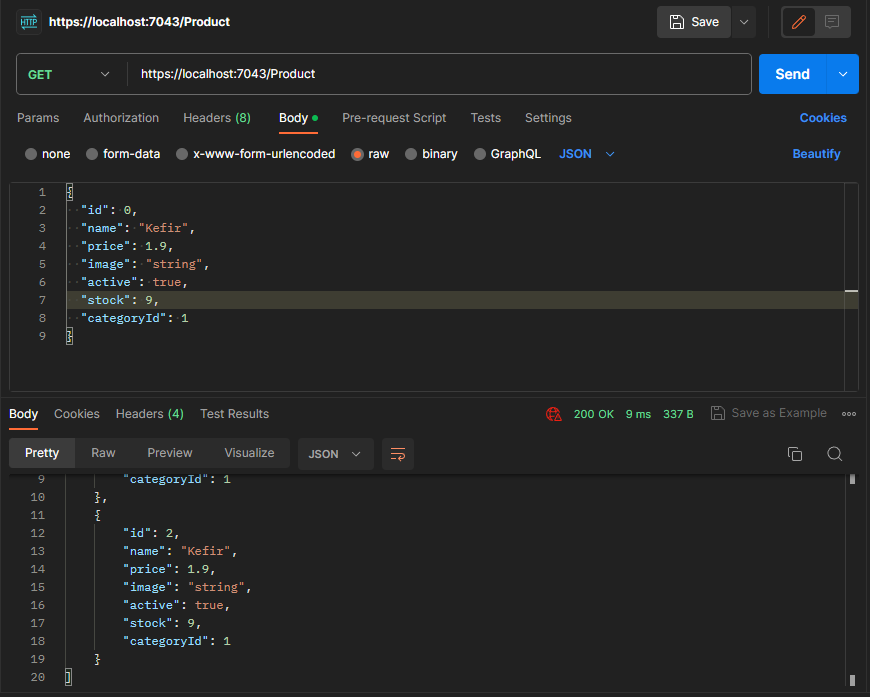 HTTP https://localhost:7043/Product Save
GET https://localhost:7043/Product Send
Params Authorization Headers (8) Body Pre-request Script Tests Settings Cookies
none form-data x-www-form-urlencoded raw binary GraphQL JSON Beautify
1 {
2 "id": 0,
3 "name": "Kefir",
4 "price": 1.9,
5 "image": "string",
6 "active": true,
7 "stock": 9,
8 "categoryId": 1
9 }
Body Cookies Headers (4) Test Results 200 OK 9 ms 337 B Save as Example
Pretty Raw Preview Visualize JSON
9 "categoryId": 1
10 },
11 {
12 "id": 2,
13 "name": "Kefir",
14 "price": 1.9,
15 "image": "string",
16 "active": true,
17 "stock": 9,
18 "categoryId": 1
19 }
20 ]